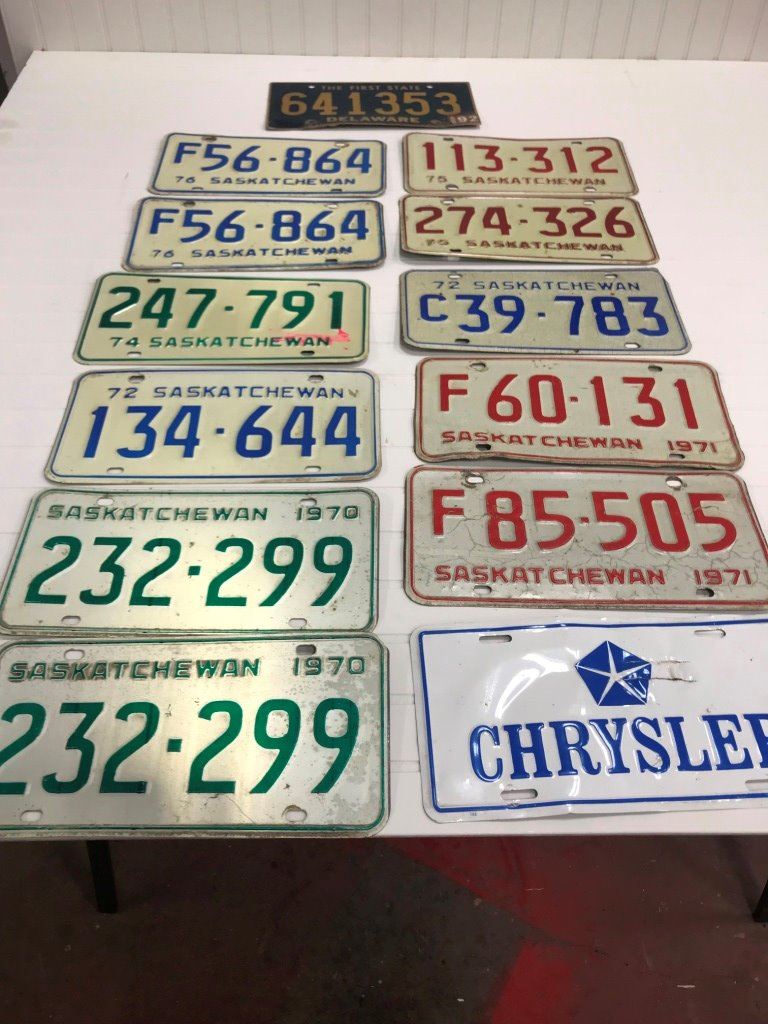 THE FIRST STATE
641353
DELAWARE
F56·864
76 SASKATCHEWAN
F56·864
76 SASKATCHEWAN
247·791
74 SASKATCHEWAN
72 SASKATCHEWAN
134·644
SASKATCHEWAN 1970
232·299
SASKATCHEWAN 1970
232·299
113·312
75 SASKATCHEWAN
274·326
75 SASKATCHEWAN
72 SASKATCHEWAN
C39·783
F60·131
SASKATCHEWAN 1971
F85·505
SASKATCHEWAN 1971
CHRYSLER